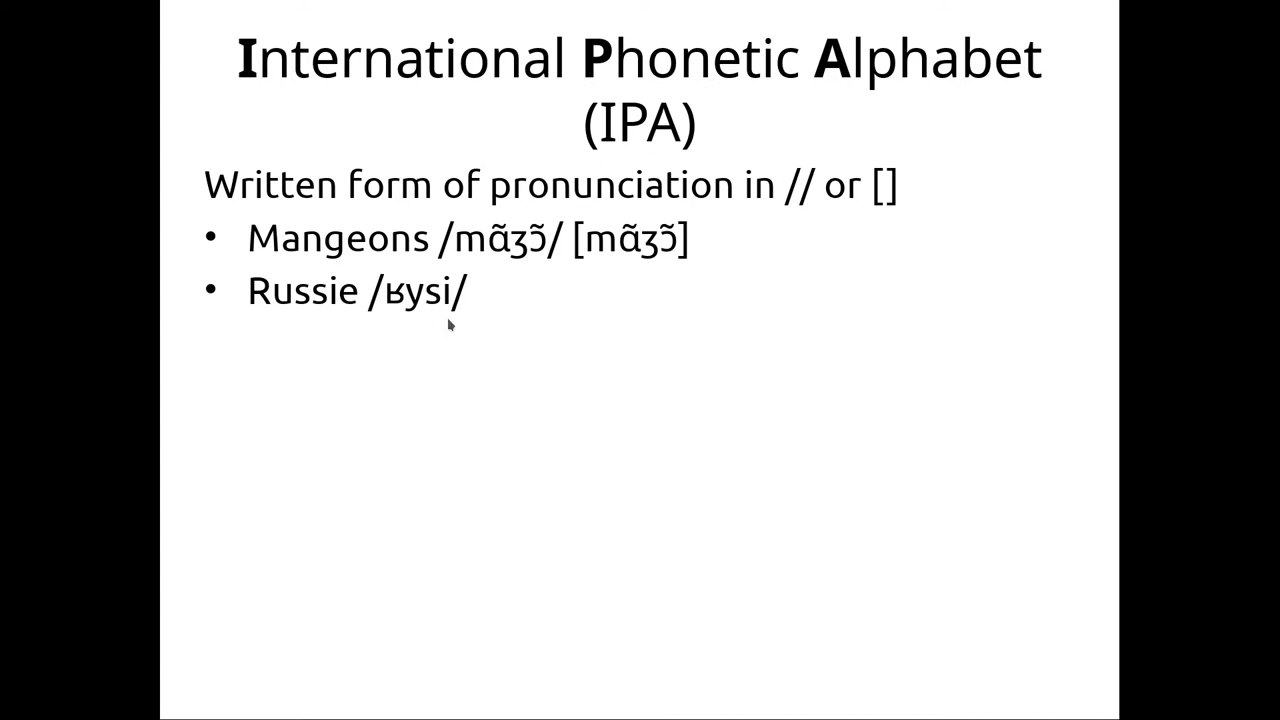 International Phonetic Alphabet
(IPA)
Written form of pronunciation in // or []
• Mangeons /mɑ̃ʒɔ̃/ [mɑ̃ʒɔ̃]
• Russie /ʁysi/